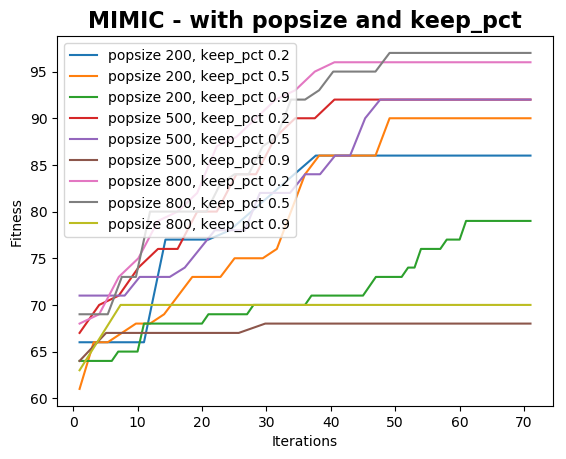 MIMIC - with popsize and keep_pct
popsize 200, keep_pct 0.2
popsize 200, keep_pct 0.5
popsize 200, keep_pct 0.9
popsize 500, keep_pct 0.2
popsize 500, keep_pct 0.5
popsize 500, keep_pct 0.9
popsize 800, keep_pct 0.2
popsize 800, keep_pct 0.5
popsize 800, keep_pct 0.9
Fitness
95
90
85
80
75
70
65
60
0 10 20 30 40 50 60 70
Iterations